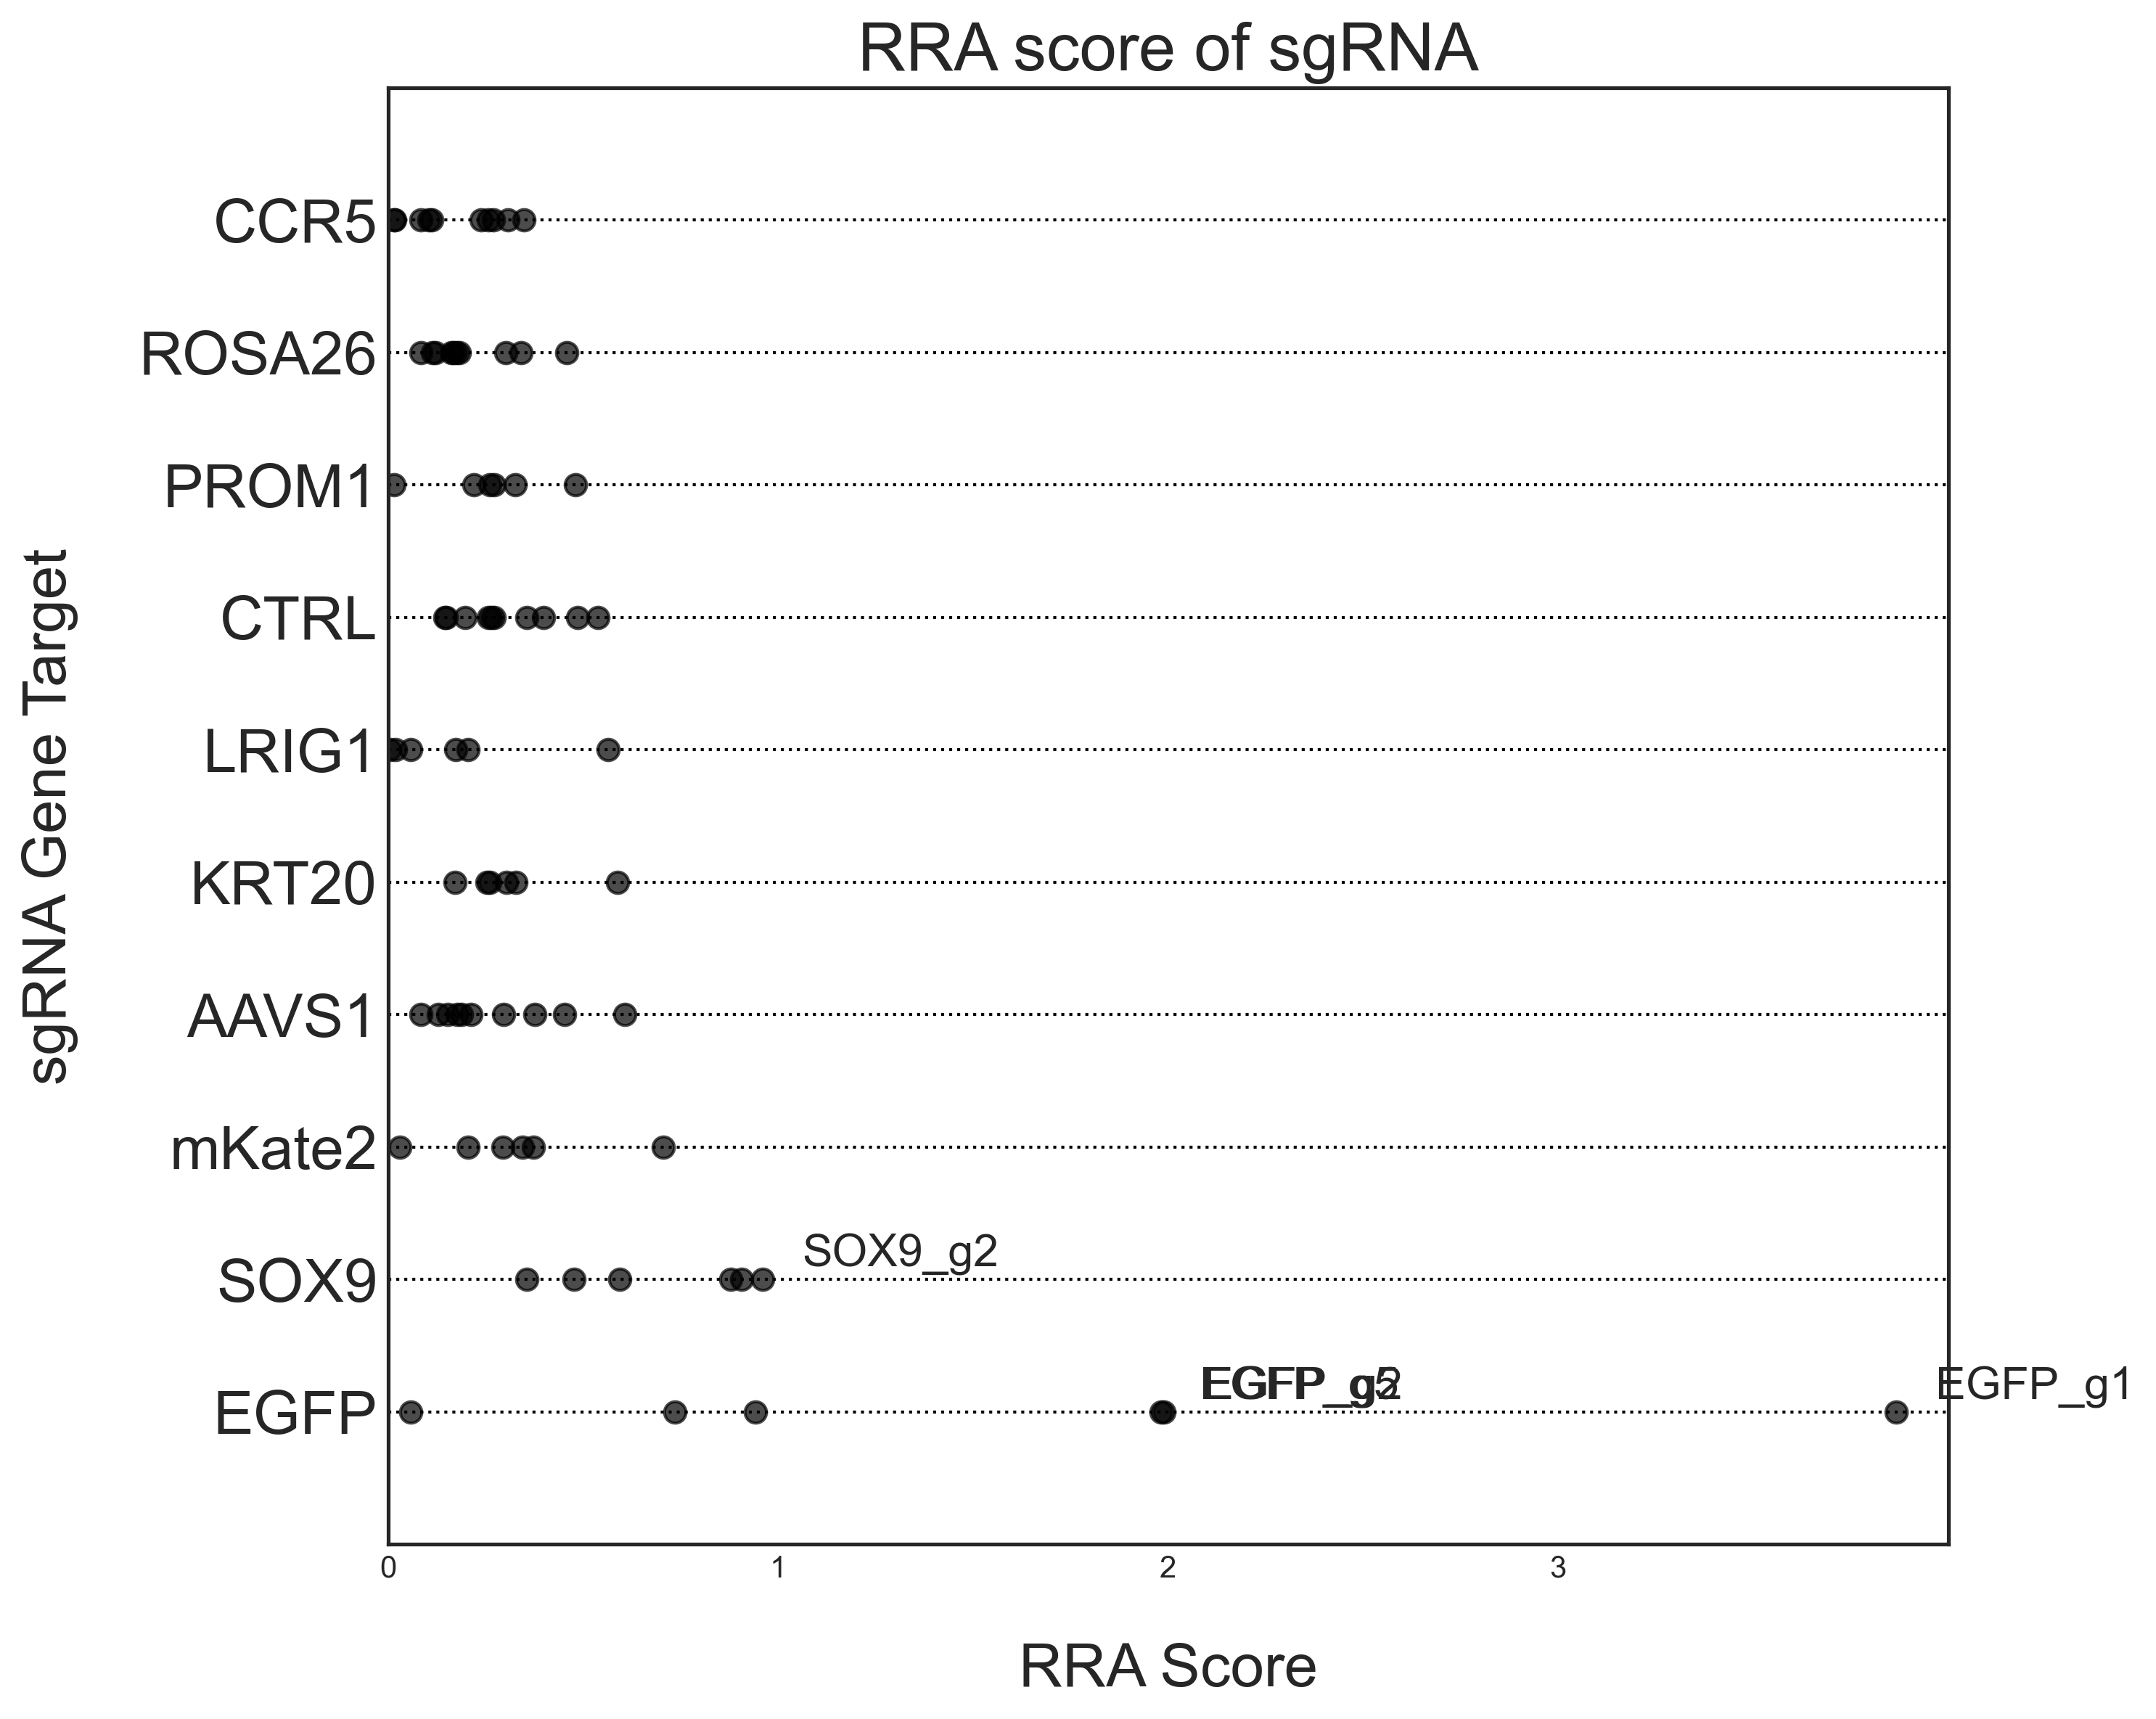 RRA score of sgRNA
sgRNA Gene Target
CCR5
ROSA26
PROM1
CTRL
LRIG1
KRT20
AAVS1
mKate2
SOX9
SOX9_g2
EGFP
EGFP_g1
0 1 2 3
RRA Score